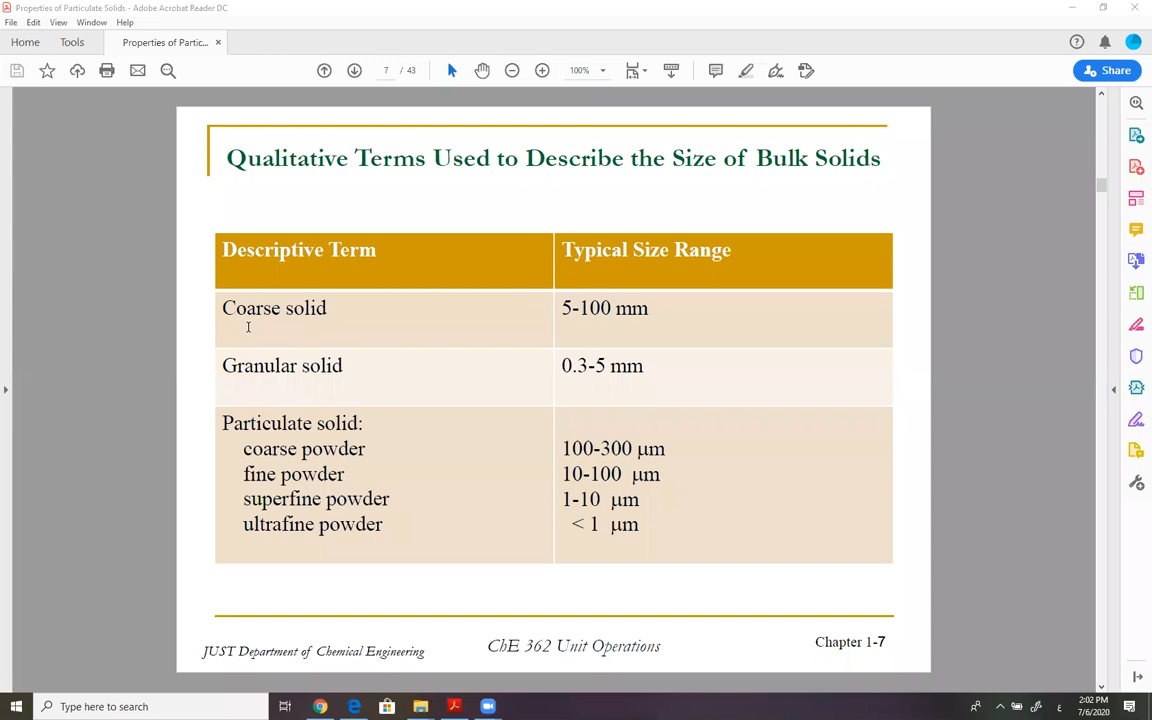 Properties of Particulate Solids - Adobe Acrobat Reader DC
File Edit View Window Help
Home Tools Properties of Partic... ×
7 / 43 100% Share
Qualitative Terms Used to Describe the Size of Bulk Solids
Descriptive Term Typical Size Range
Coarse solid 5-100 mm
Granular solid 0.3-5 mm
Particulate solid:
coarse powder 100-300 μm
fine powder 10-100 μm
superfine powder 1-10 μm
ultrafine powder < 1 μm
JUST Department of Chemical Engineering ChE 362 Unit Operations Chapter 1-7
Type here to search ع 2:02 PM
7/6/2020